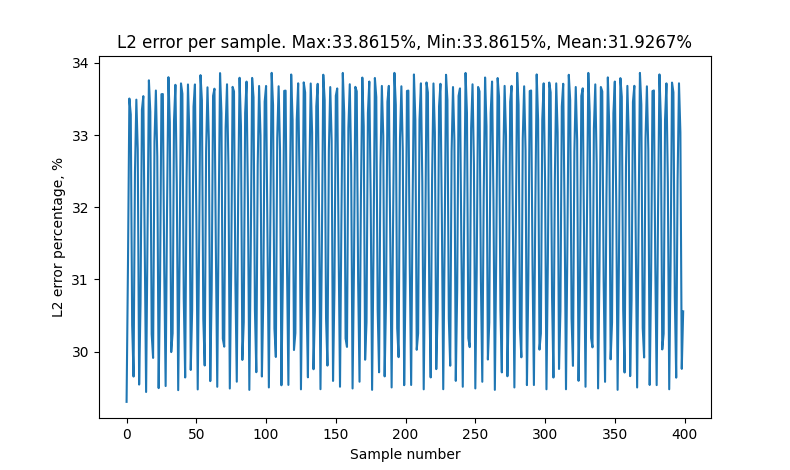 L2 error per sample. Max:33.8615%, Min:33.8615%, Mean:31.9267%
34
33
32
31
30
L2 error percentage, %
0 50 100 150 200 250 300 350 400
Sample number